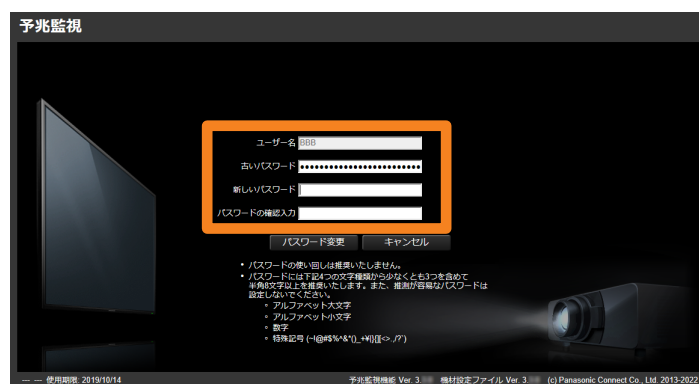 予兆監視
ユーザー名 BBB
古いパスワード ●●●●●●●●●●●●●●●●●●●●●●●●●
新しいパスワード
パスワードの確認入力
パスワード変更 キャンセル
• パスワードの使い回しは推奨いたしません。
• パスワードには下記4つの文字種類から少なくとも3つを含めて
半角8文字以上を推奨いたします。また、推測が容易なパスワードは
設定しないでください。
◦ アルファベット大文字
◦ アルファベット小文字
◦ 数字
◦ 特殊記号 (~!@#$%^&*()_+¥|}{[]<>.,/?`)
--- --- 使用期限: 2019/10/14
予兆監視機能 Ver. 3. 機材設定ファイル Ver. 3. (c) Panasonic Connect Co., Ltd. 2013-2022